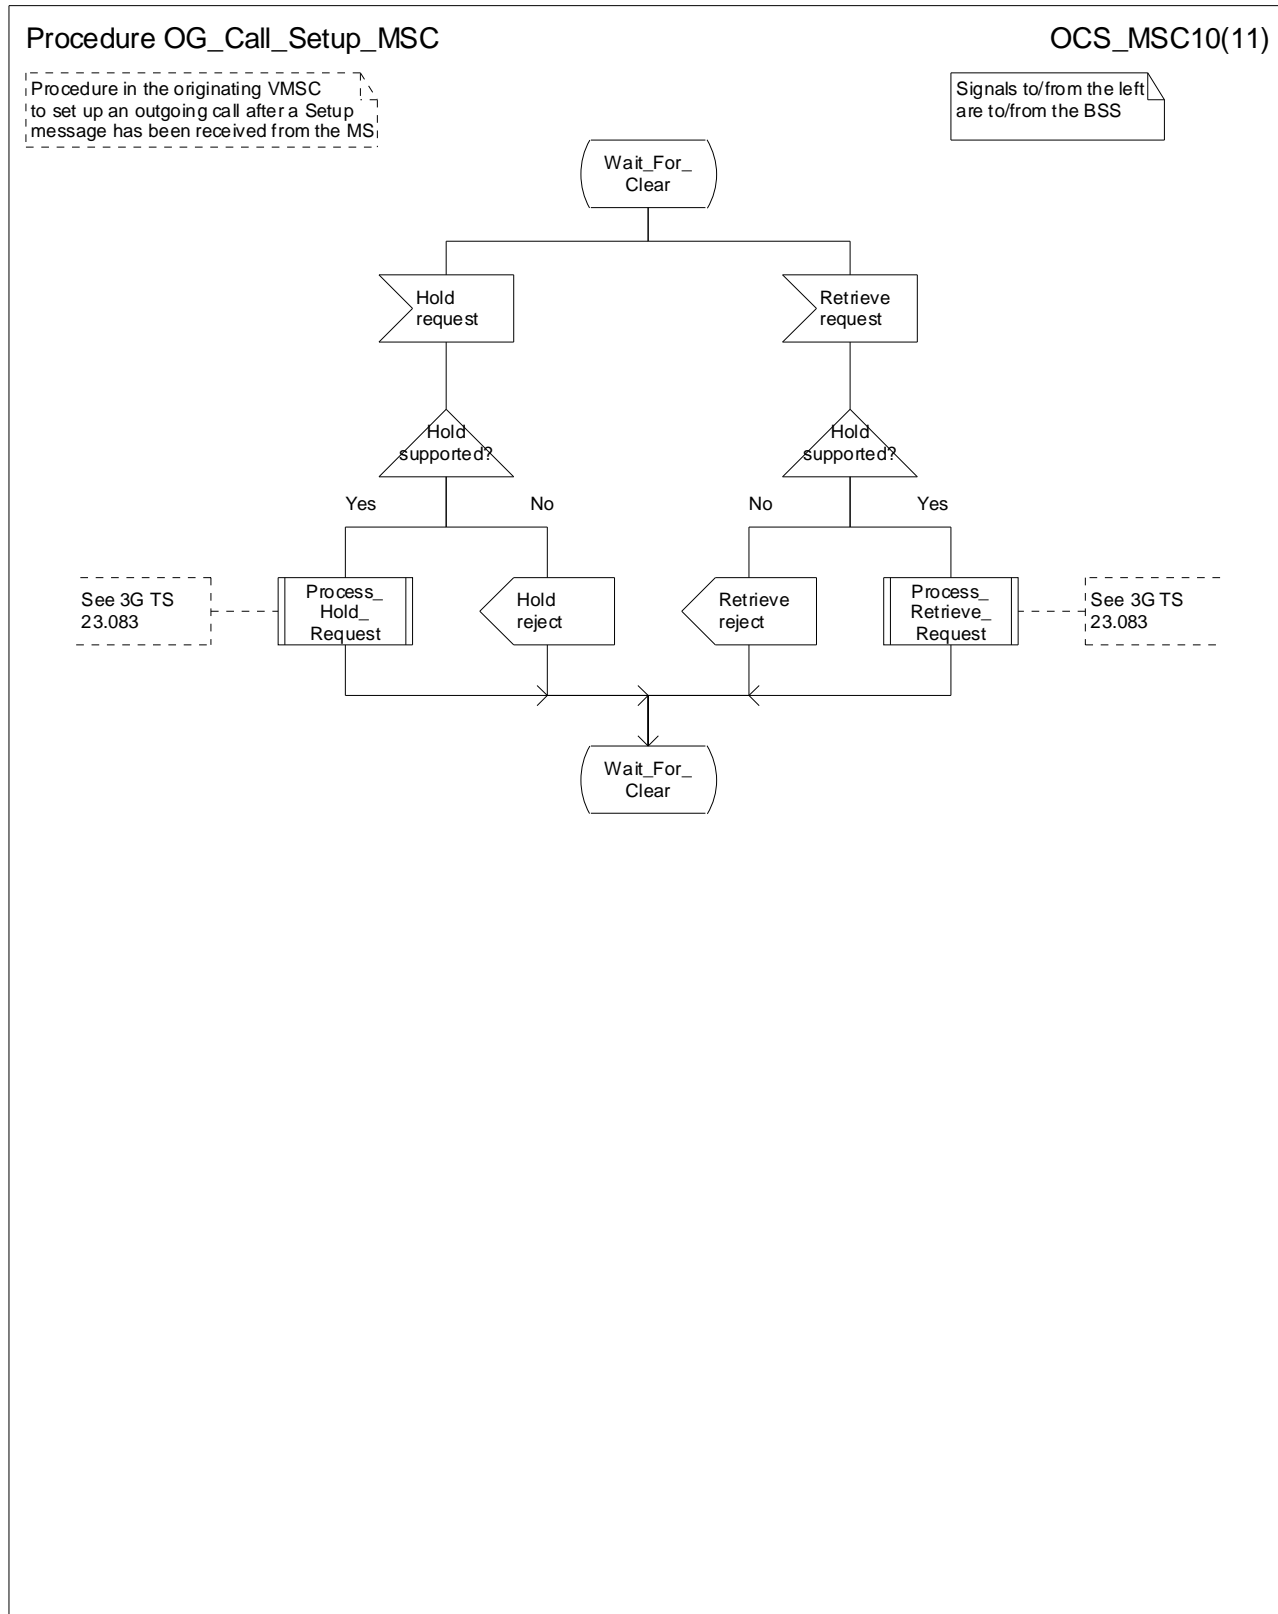 Procedure OG_Call_Setup_MSC
OCS_MSC10(11)
Procedure in the originating VMSC
to set up an outgoing call after a Setup
message has been received from the MS
Signals to/from the left
are to/from the BSS
Wait_For_
Clear
Hold
request
Retrieve
request
Hold
supported?
Hold
supported?
Yes
No
No
Yes
See 3G TS
23.083
Process_
Hold_
Request
Hold
reject
Retrieve
reject
Process_
Retrieve_
Request
See 3G TS
23.083
Wait_For_
Clear